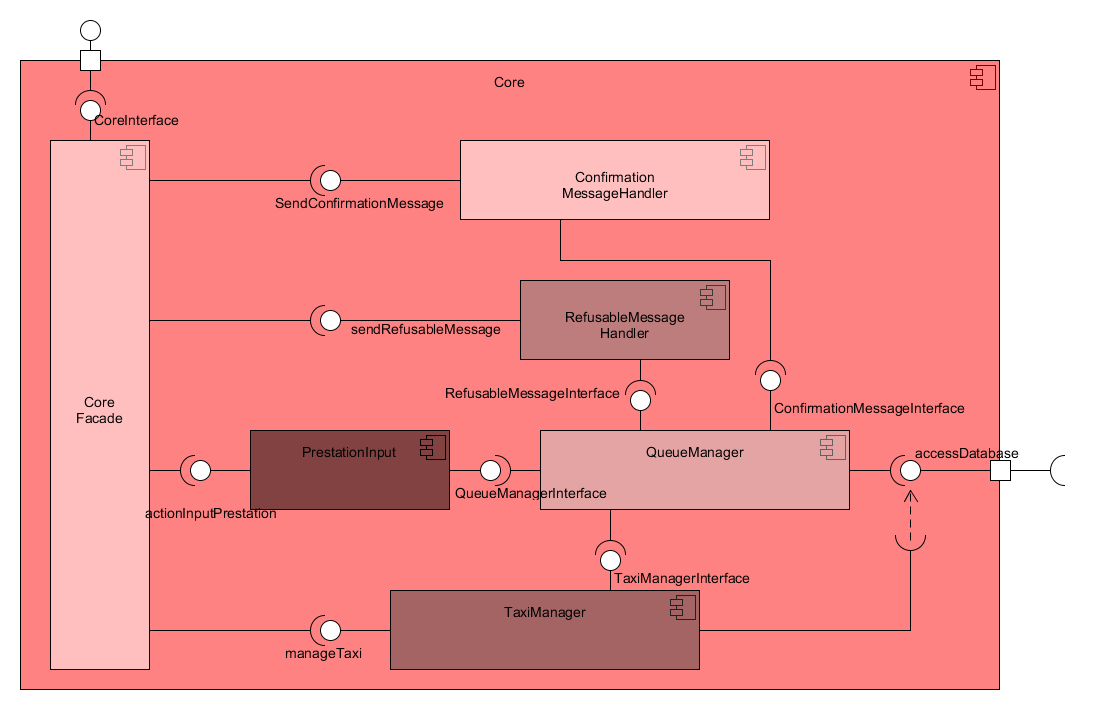 Core
CoreInterface
Confirmation
MessageHandler
SendConfirmationMessage
RefusableMessage
Handler
sendRefusableMessage
RefusableMessageInterface
ConfirmationMessageInterface
Core
Facade
PrestationInput
QueueManager
accessDatabase
QueueManagerInterface
actionInputPrestation
TaxiManagerInterface
TaxiManager
manageTaxi